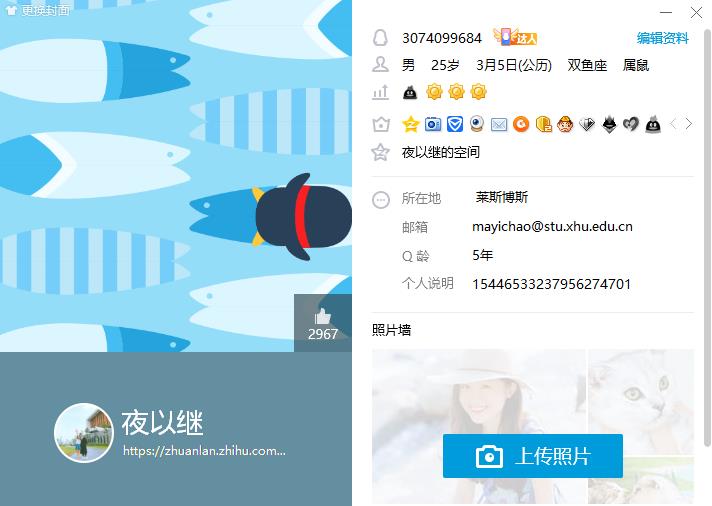 更换封面
2967
夜以继
https://zhuanlan.zhihu.com...
3074099684
达人
编辑资料
男 25岁 3月5日(公历) 双鱼座 属鼠
夜以继的空间
所在地 莱斯博斯
邮箱 mayichao@stu.xhu.edu.cn
Q 龄 5年
个人说明 15446533237956274701
照片墙
上传照片